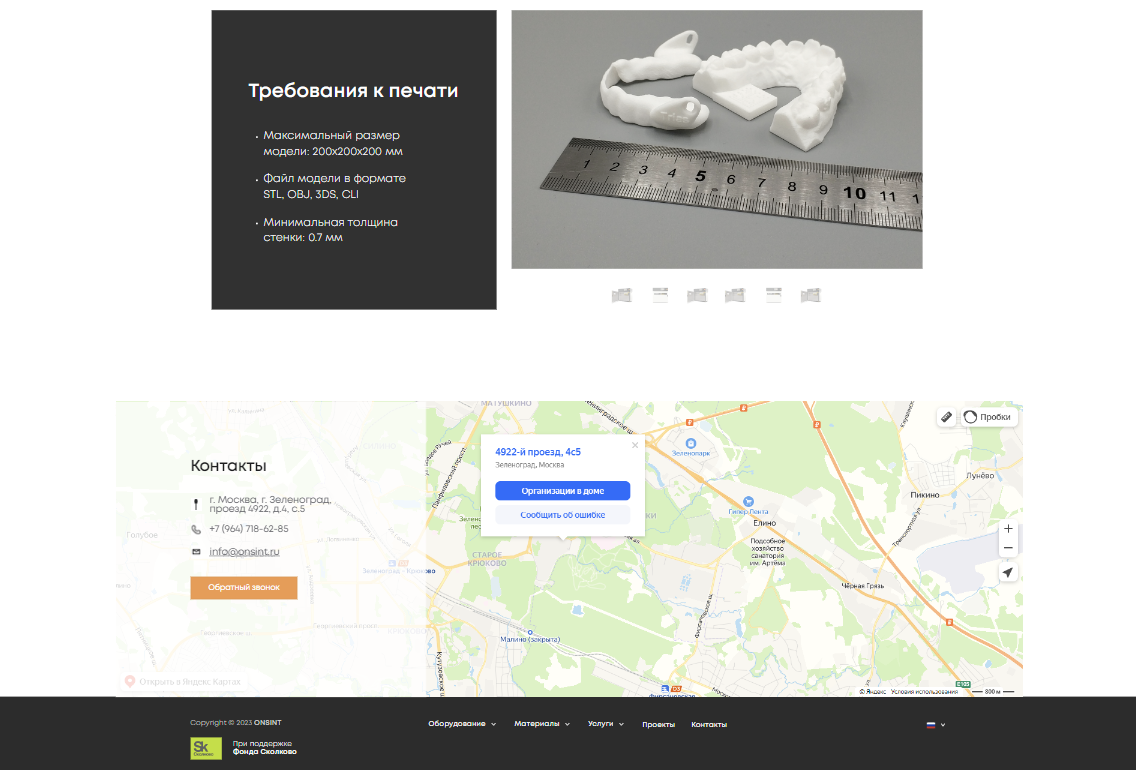 Требования к печати
• Максимальный размер
модели: 200х200х200 мм
• Файл модели в формате
STL, OBJ, 3DS, CLI
• Минимальная толщина
стенки: 0.7 мм
1 2 3 4 5 6 7 8 9 10 11
МАТУШКИНО
Пробки
4922-й проезд, 4с5
Зеленоград, Москва
Организации в доме
Сообщить об ошибке
Зеленопарк
Гипер Лента
Елино
Подсобное
хозяйство
санатория
им. Артёма
Лунёво
Пикино
Чёрная Грязь
СТАРОЕ
КРЮКОВО
Малино (закрыта)
Контакты
г. Москва, г. Зеленоград,
проезд 4922, д.4, с.5
+7 (964) 718-62-85
info@onsint.ru
Обратный звонок
Голубое
Зеленоград - Крюково
Открыть в Яндекс Картах
© Яндекс Условия использования 800 м
Copyright © 2023 ONSINT
Оборудование Материалы Услуги Проекты Контакты
Sk
Сколково
При поддержке
Фонда Сколково